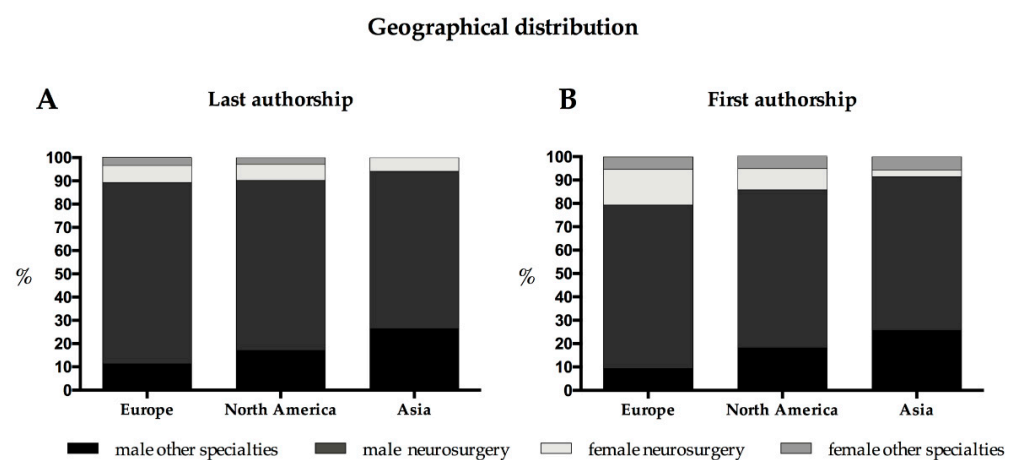 Geographical distribution
A
Last authorship
100
90
80
70
60
50
40
30
20
10
0
%
Europe
North America
Asia
B
First authorship
100
90
80
70
60
50
40
30
20
10
0
%
Europe
North America
Asia
male other specialties
male neurosurgery
female neurosurgery
female other specialties